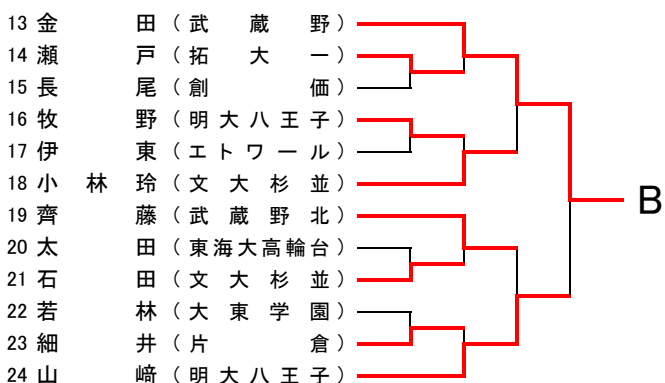 13 金田 (武蔵野)
14 瀬戸 (拓大一)
15 長尾 (創価)
16 牧野 (明大八王子)
17 伊東 (エトワール)
18 小林玲 (文大杉並)
19 齊藤 (武蔵野北)
20 太田 (東海大高輪台)
21 石田 (文大杉並)
22 若林 (大東学園)
23 細井 (片倉)
24 山﨑 (明大八王子)
B